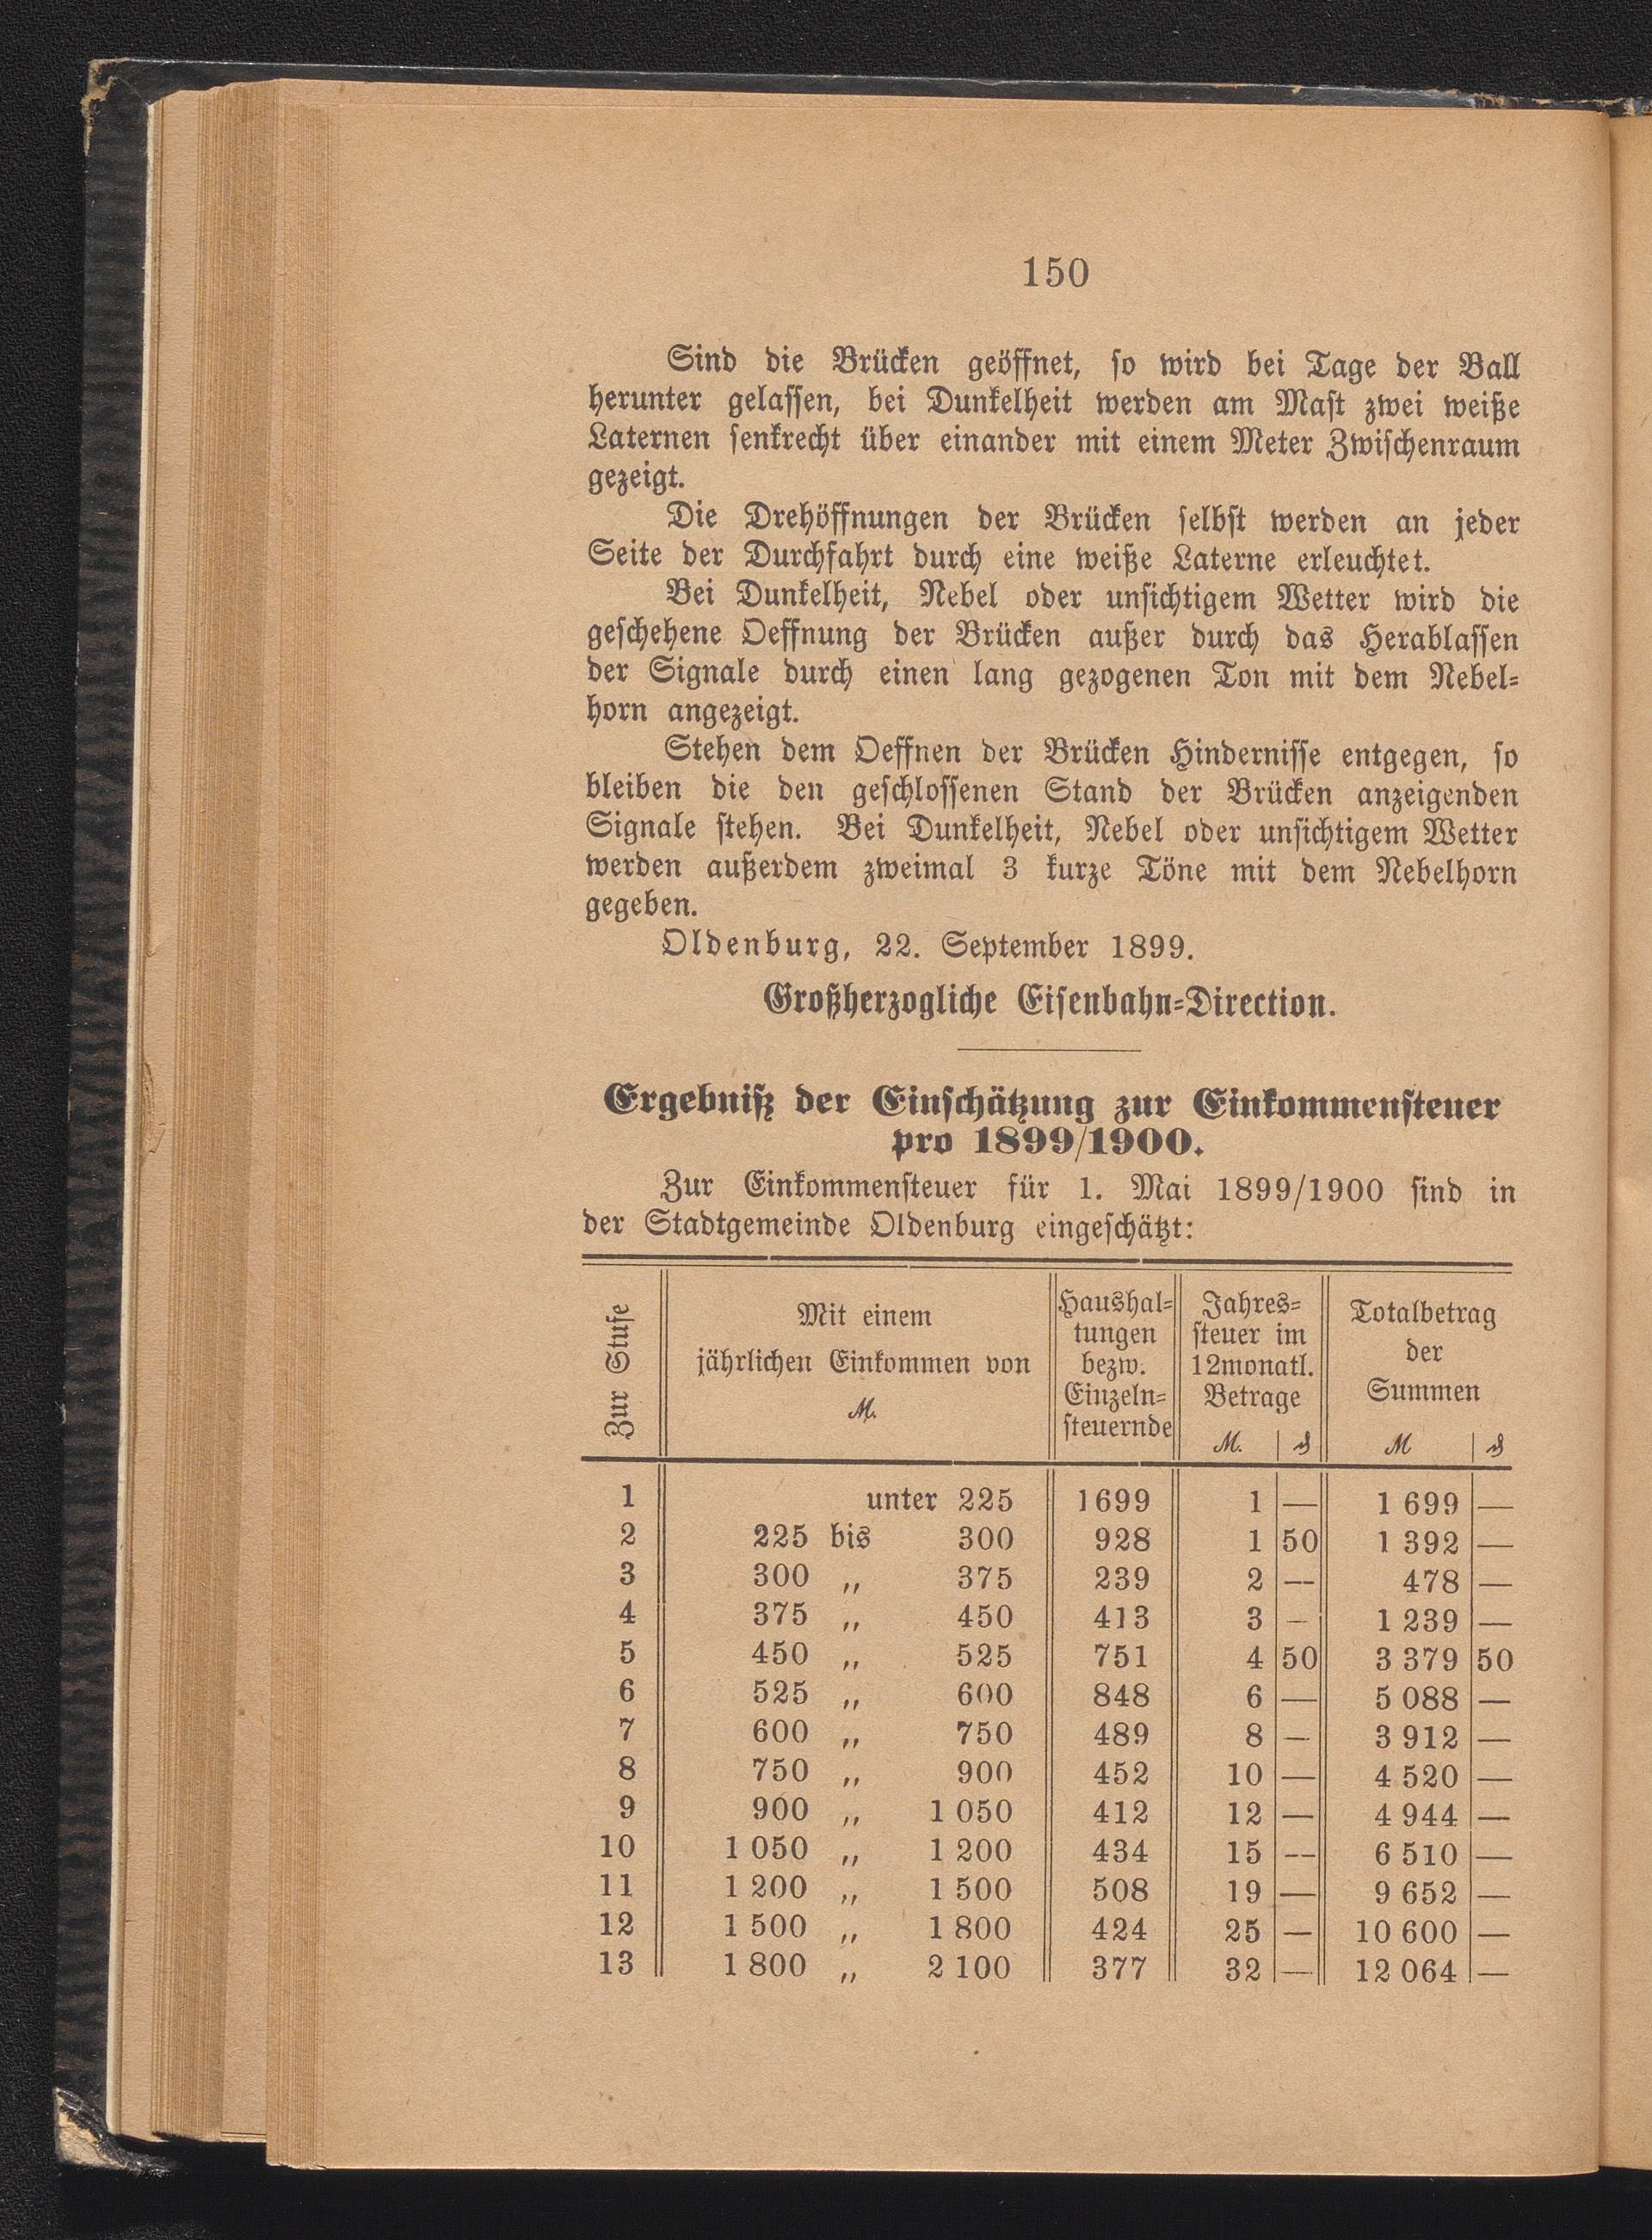 150
Sind die Brücken geöffnet, so wird bei Tage der Ball
herunter gelassen, bei Dunkelheit werden am Mast zwei weiße
Laternen senkrecht über einander mit einem Meter Zwischenraum
gezeigt.
Die Drehöffnungen der Brücken selbst werden an jeder
Seite der Durchfahrt durch eine weiße Laterne erleuchtet.
Bei Dunkelheit, Nebel oder unsichtigem Wetter wird die
geschehene Oeffnung der Brücken außer durch das Herablassen
der Signale durch einen lang gezogenen Ton mit dem Nebel=
horn angezeigt.
Stehen dem Oeffnen der Brücken Hindernisse entgegen, so
bleiben die den geschlossenen Stand der Brücken anzeigenden
Signale stehen. Bei Dunkelheit, Nebel oder unsichtigem Wetter
werden außerdem zweimal 3 kurze Töne mit dem Nebelhorn
gegeben.
Oldenburg, 22. September 1899.
Großherzogliche Eisenbahn=Direction.
Ergebniß der Einschätzung zur Einkommensteuer
pro 1899/1900.
Zur Einkommensteuer für 1. Mai 1899/1900 sind in
der Stadtgemeinde Oldenburg eingeschätzt:
Zur Stufe
Mit einem
jährlichen Einkommen von
M.
Haushal=
tungen
bezw.
Einzeln=
steuernde
Jahres=
steuer im
12monatl.
Betrage
M. ₰
Totalbetrag
der
Summen
M ₰
1 unter 225 1699 1 — 1 699 —
2 225 bis 300 928 1 50 1 392 —
3 300 „ 375 239 2 — 478 —
4 375 „ 450 413 3 — 1 239 —
5 450 „ 525 751 4 50 3 379 50
6 525 „ 600 848 6 — 5 088 —
7 600 „ 750 489 8 — 3 912 —
8 750 „ 900 452 10 — 4 520 —
9 900 „ 1 050 412 12 — 4 944 —
10 1 050 „ 1 200 434 15 — 6 510 —
11 1 200 „ 1 500 508 19 — 9 652 —
12 1 500 „ 1 800 424 25 — 10 600 —
13 1 800 „ 2 100 377 32 — 12 064 —